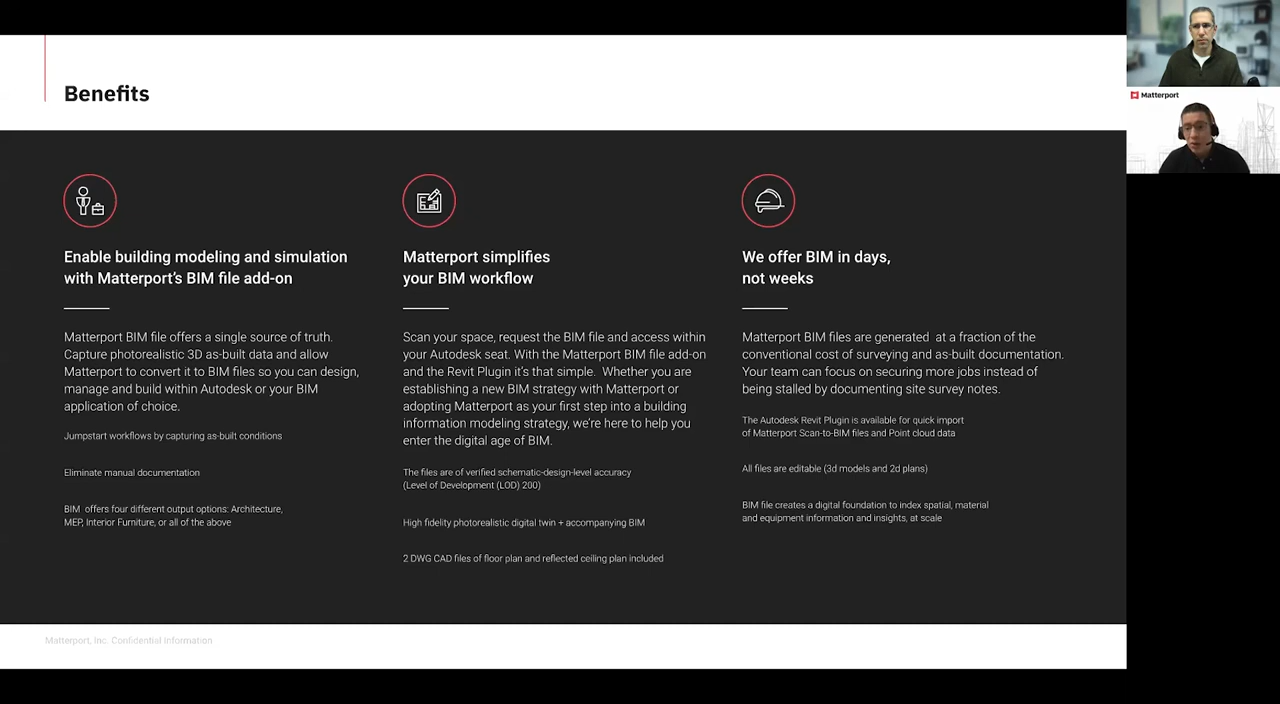 Benefits
Matterport
Enable building modeling and simulation
with Matterport's BIM file add-on
Matterport BIM file offers a single source of truth.
Capture photorealistic 3D as-built data and allow
Matterport to convert it to BIM files so you can design,
manage and build within Autodesk or your BIM
application of choice.
Jumpstart workflows by capturing as-built conditions
Eliminate manual documentation
BIM offers four different output options: Architecture,
MEP, Interior Furniture, or all of the above
Matterport simplifies
your BIM workflow
Scan your space, request the BIM file and access within
your Autodesk seat. With the Matterport BIM file add-on
and the Revit Plugin it's that simple. Whether you are
establishing a new BIM strategy with Matterport or
adopting Matterport as your first step into a building
information modeling strategy, we're here to help you
enter the digital age of BIM.
The files are of verified schematic-design-level accuracy
(Level of Development (LOD) 200)
High fidelity photorealistic digital twin + accompanying BIM
2 DWG CAD files of floor plan and reflected ceiling plan included
We offer BIM in days,
not weeks
Matterport BIM files are generated at a fraction of the
conventional cost of surveying and as-built documentation.
Your team can focus on securing more jobs instead of
being stalled by documenting site survey notes.
The Autodesk Revit Plugin is available for quick import
of Matterport Scan-to-BIM files and Point cloud data
All files are editable (3d models and 2d plans)
BIM file creates a digital foundation to index spatial, material
and equipment information and insights, at scale
Matterport, Inc. Confidential Information